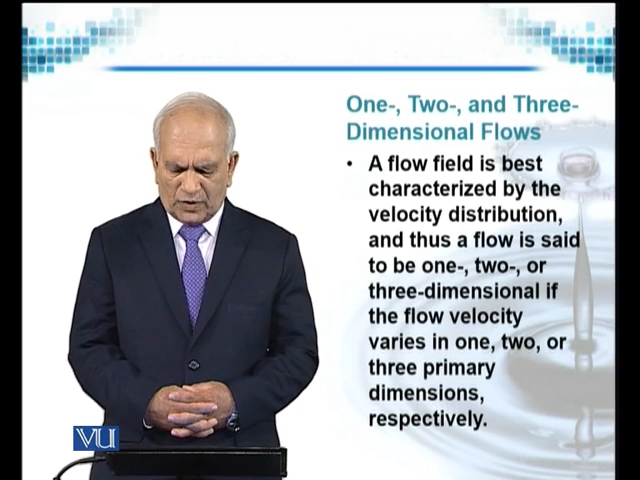 One-, Two-, and Three-
Dimensional Flows
• A flow field is best
characterized by the
velocity distribution,
and thus a flow is said
to be one-, two-, or
three-dimensional if
the flow velocity
varies in one, two, or
three primary
dimensions,
respectively.
VU